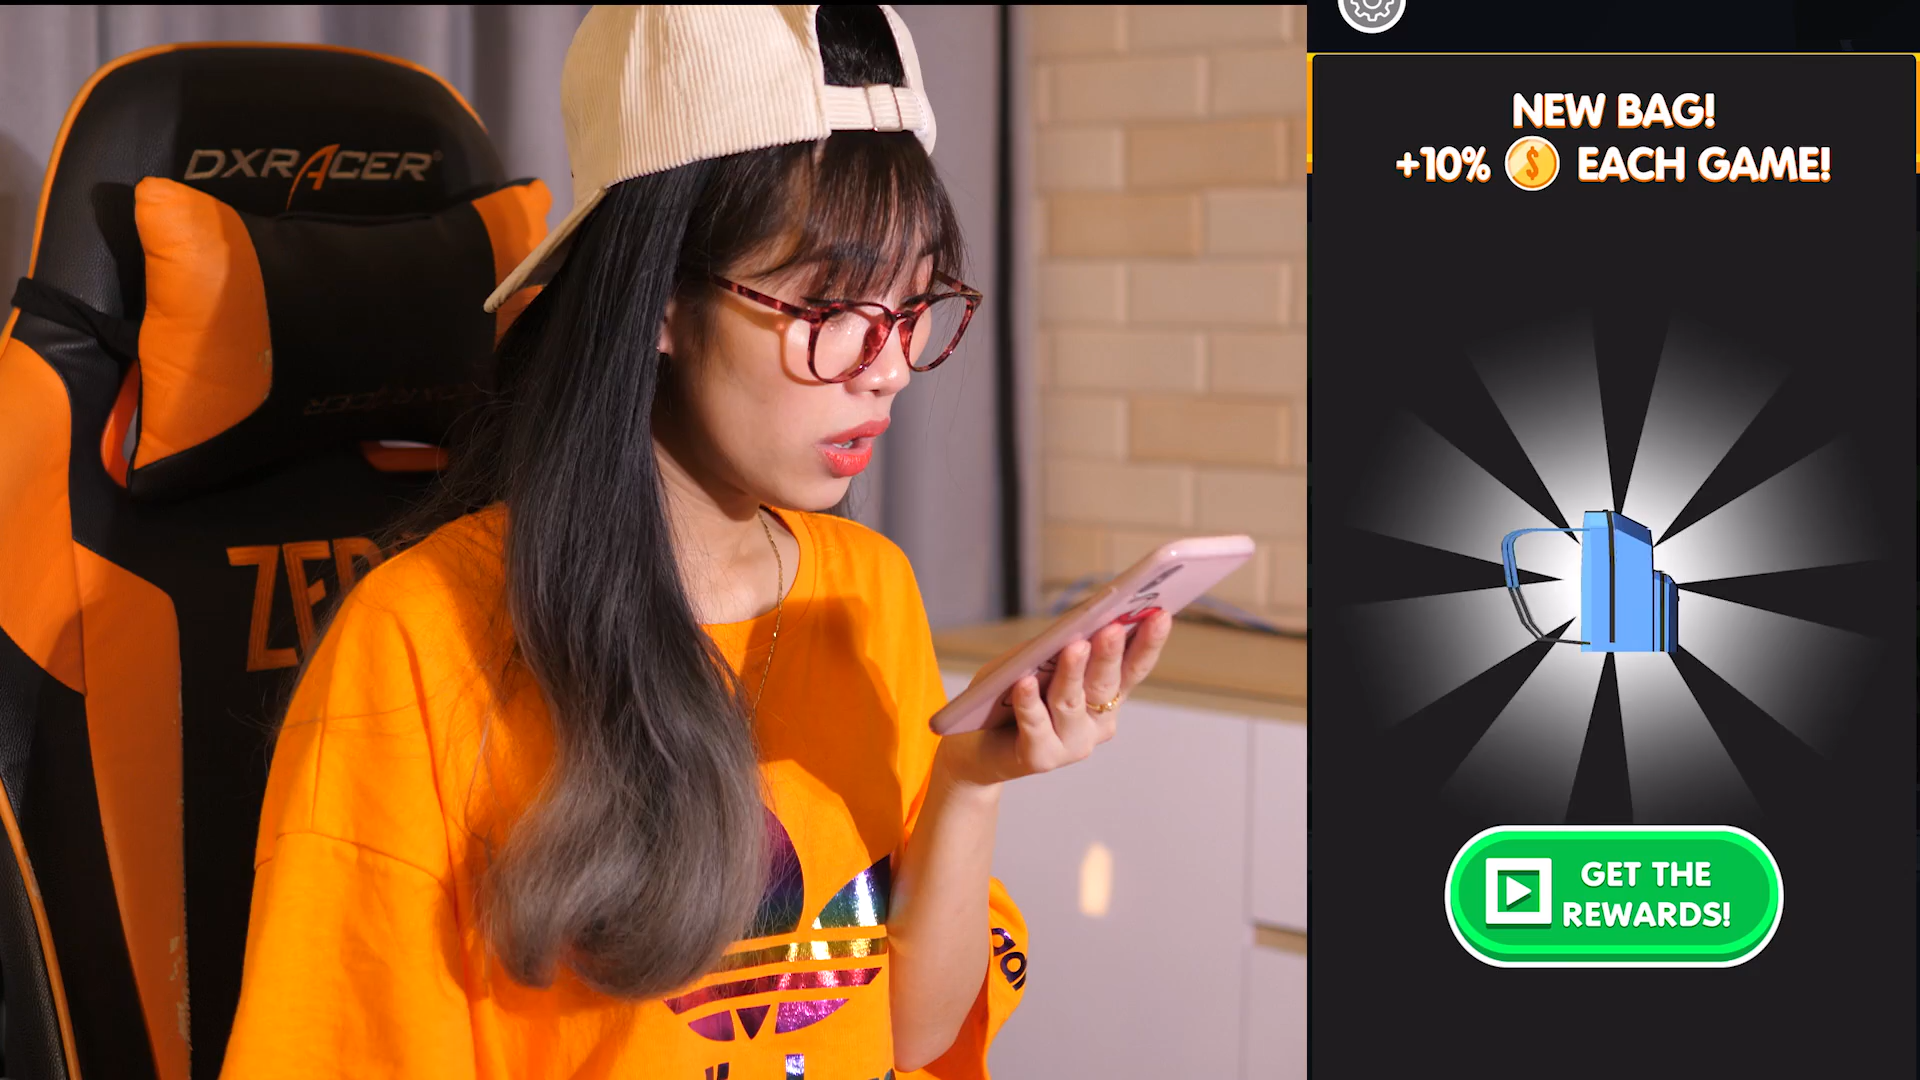 DXRACER
NEW BAG!
+10% $ EACH GAME!
GET THE
REWARDS!